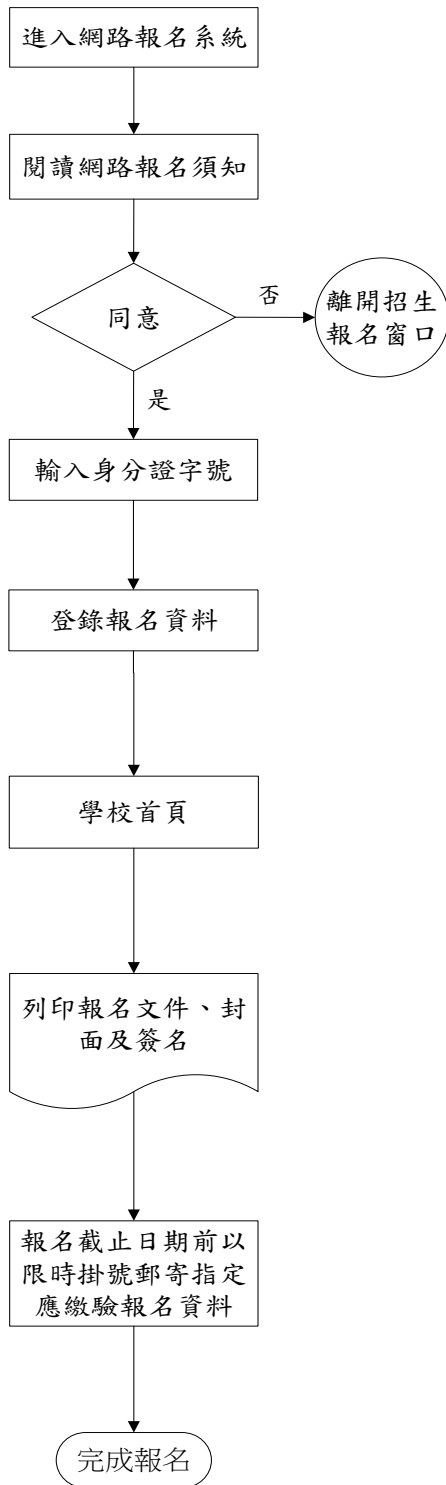 進入網路報名系統
閱讀網路報名須知
同意
否
離開招生
報名窗口
是
輸入身分證字號
登錄報名資料
學校首頁
列印報名文件、封
面及簽名
報名截止日期前以
限時掛號郵寄指定
應繳驗報名資料
完成報名